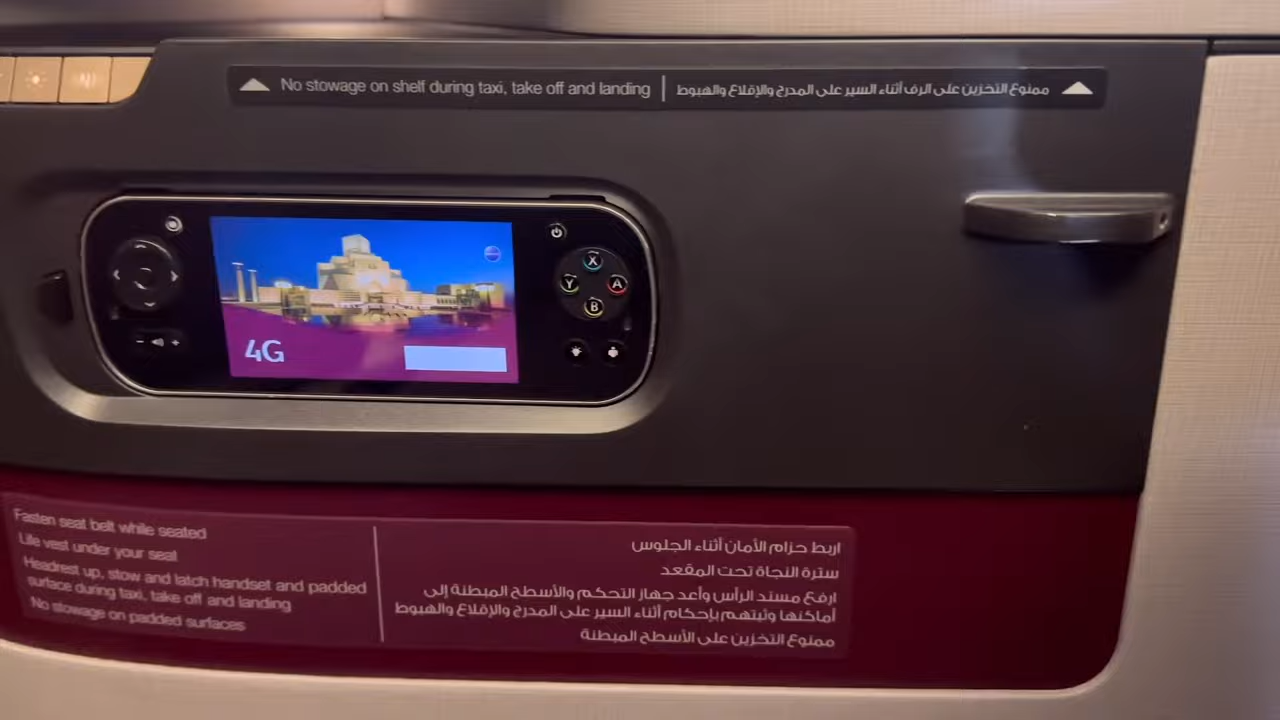 No stowage on shelf during taxi, take off and landing
ممنوع التخزين على الرف أثناء السير على المدرج والإقلاع والهبوط
X
Y
A
B
4G
Fasten seat belt while seated
Life vest under your seat
Headrest up, stow and latch handset and padded
surface during taxi, take off and landing
No stowage on padded surfaces
اربط حزام الأمان أثناء الجلوس
سترة النجاة تحت المقعد
ارفع مسند الرأس وأعد جهاز التحكم والأسطح المبطنة إلى
أماكنها وثبتهم بإحكام أثناء السير على المدرج والإقلاع والهبوط
ممنوع التخزين على الأسطح المبطنة